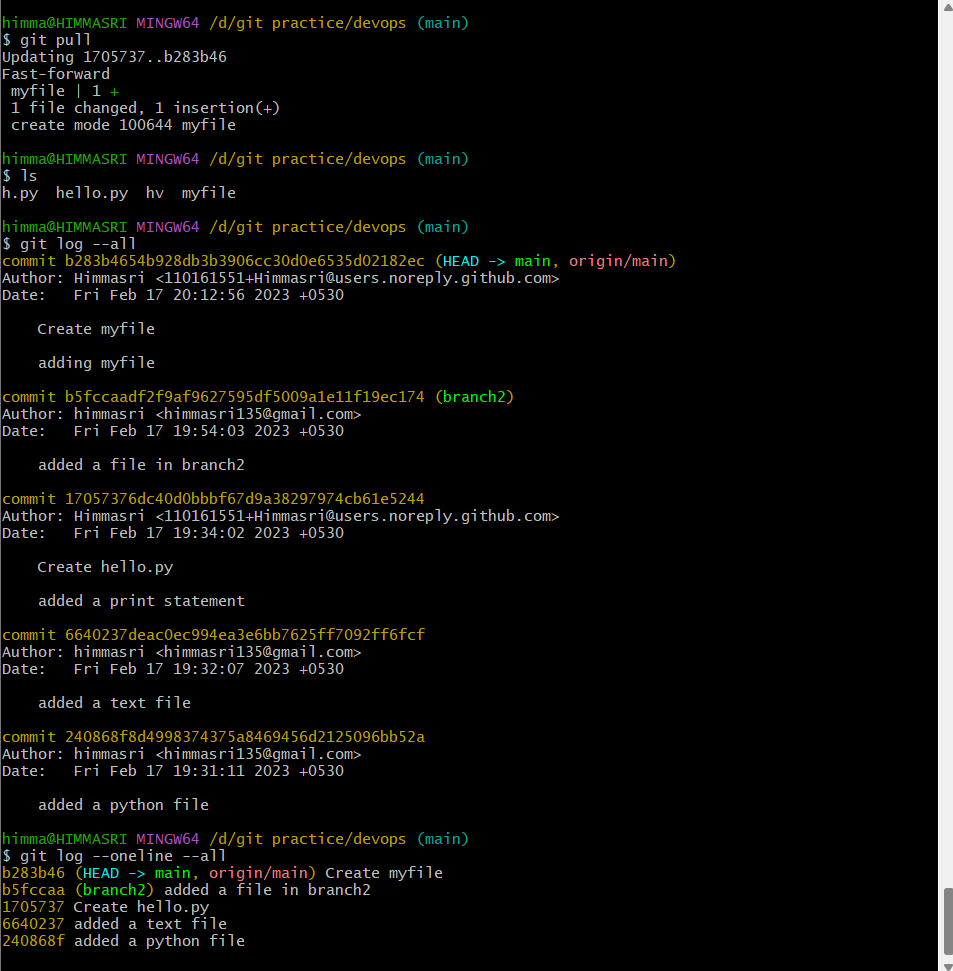 himma@HIMMASRI MINGW64 /d/git practice/devops (main)
$ git pull
Updating 1705737..b283b46
Fast-forward
 myfile | 1 +
 1 file changed, 1 insertion(+)
 create mode 100644 myfile

himma@HIMMASRI MINGW64 /d/git practice/devops (main)
$ ls
h.py  hello.py  hv  myfile

himma@HIMMASRI MINGW64 /d/git practice/devops (main)
$ git log --all
commit b283b4654b928db3b3906cc30d0e6535d02182ec (HEAD -> main, origin/main)
Author: Himmasri <110161551+Himmasri@users.noreply.github.com>
Date:   Fri Feb 17 20:12:56 2023 +0530

    Create myfile

    adding myfile

commit b5fccaadf2f9af9627595df5009a1e11f19ec174 (branch2)
Author: himmasri <himmasri135@gmail.com>
Date:   Fri Feb 17 19:54:03 2023 +0530

    added a file in branch2

commit 17057376dc40d0bbbf67d9a38297974cb61e5244
Author: Himmasri <110161551+Himmasri@users.noreply.github.com>
Date:   Fri Feb 17 19:34:02 2023 +0530

    Create hello.py

    added a print statement

commit 6640237deac0ec994ea3e6bb7625ff7092ff6fcf
Author: himmasri <himmasri135@gmail.com>
Date:   Fri Feb 17 19:32:07 2023 +0530

    added a text file

commit 240868f8d4998374375a8469456d2125096bb52a
Author: himmasri <himmasri135@gmail.com>
Date:   Fri Feb 17 19:31:11 2023 +0530

    added a python file

himma@HIMMASRI MINGW64 /d/git practice/devops (main)
$ git log --oneline --all
b283b46 (HEAD -> main, origin/main) Create myfile
b5fccaa (branch2) added a file in branch2
1705737 Create hello.py
6640237 added a text file
240868f added a python file